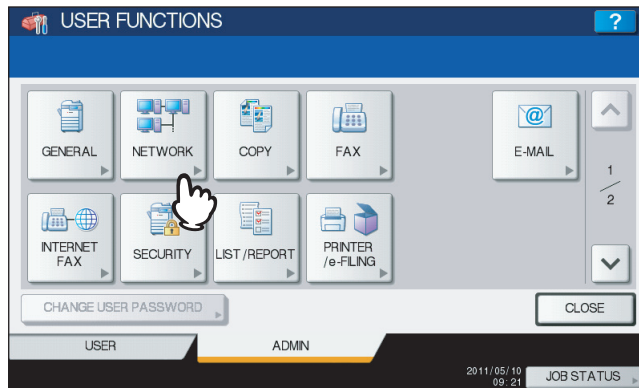 USER FUNCTIONS
?
GENERAL
NETWORK
COPY
FAX
@
E-MAIL
1
2
INTERNET
FAX
SECURITY
LIST/REPORT
PRINTER
/e-FILING
CHANGE USER PASSWORD
CLOSE
USER
ADMIN
2011/05/10
09:21
JOB STATUS